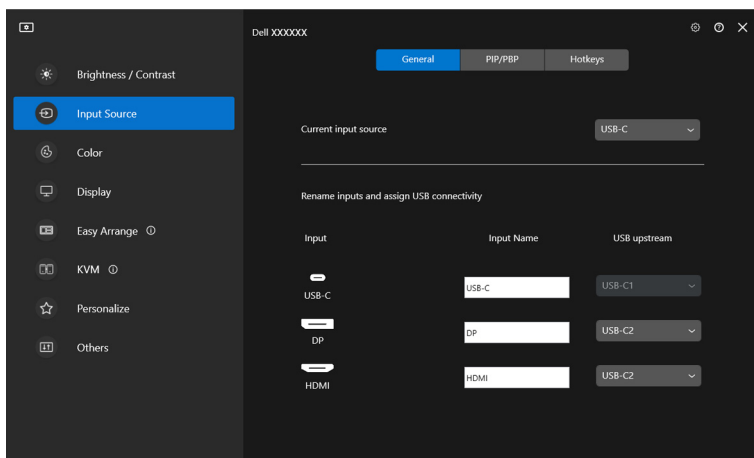 Dell XXXXXX
General PIP/PBP Hotkeys
Brightness / Contrast
Input Source
Color
Display
Easy Arrange
KVM
Personalize
Others
Current input source USB-C
Rename inputs and assign USB connectivity
Input Input Name USB upstream
USB-C USB-C USB-C1
DP DP USB-C2
HDMI HDMI USB-C2